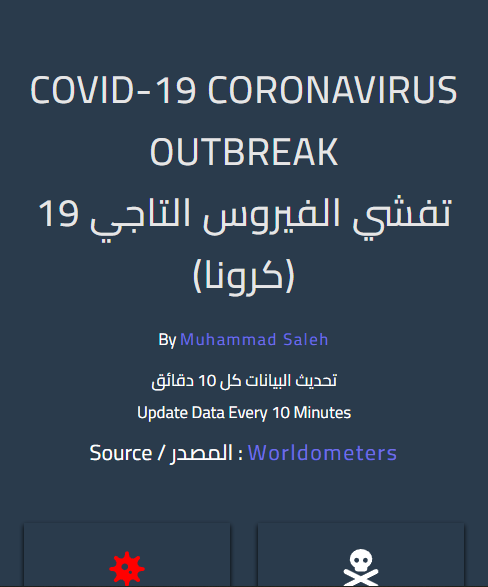 COVID-19 CORONAVIRUS
OUTBREAK
تفشي الفيروس التاجي 19
(كرونا)
By Muhammad Saleh
تحديث البيانات كل 10 دقائق
Update Data Every 10 Minutes
Source / المصدر : Worldometers